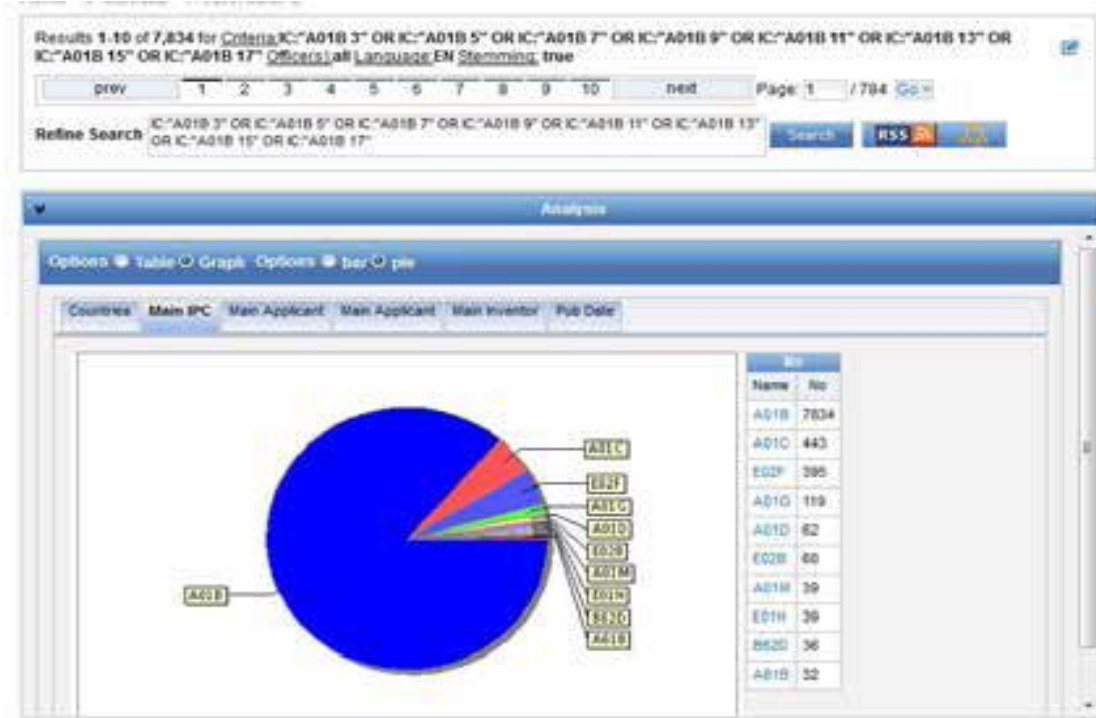 Results 1-10 of 7,834 for Criteria:IC:"A01B 3" OR IC:"A01B 5" OR IC:"A01B 7" OR IC:"A01B 9" OR IC:"A01B 11" OR IC:"A01B 13" OR
IC:"A01B 15" OR IC:"A01B 17" Offices:all Language:EN Stemming: true
prev 1 2 3 4 5 6 7 8 9 10 next Page: 1 / 784 Go
Refine Search
IC:"A01B 3" OR IC:"A01B 5" OR IC:"A01B 7" OR IC:"A01B 9" OR IC:"A01B 11" OR IC:"A01B 13"
OR IC:"A01B 15" OR IC:"A01B 17"
Search RSS
Analysis
Options Table Graph Options bar pie
Countries Main IPC Main Applicant Main Applicant Main Inventor Pub Date
A01C
E02F
A01G
A01D
E02B
A01M
E01H
B62D
A01B
A01B
Name No
A01B 7834
A01C 443
E02F 395
A01G 119
A01D 62
E02B 60
A01M 39
E01H 39
B62D 36
A01B 32